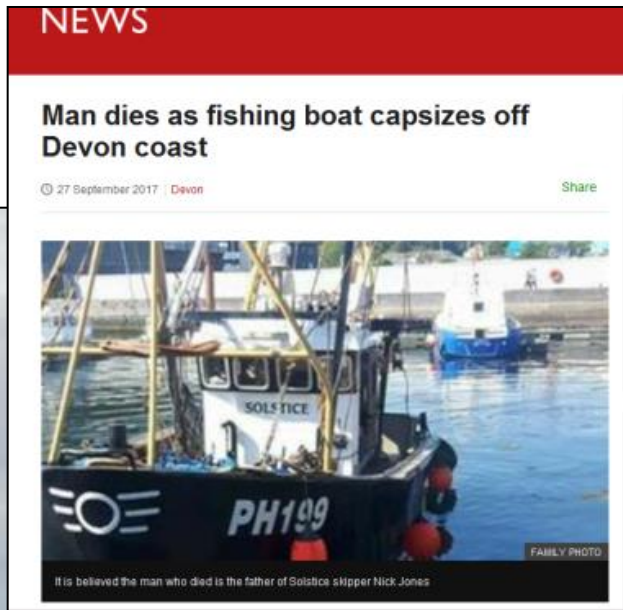 NEWS
Man dies as fishing boat capsizes off
Devon coast
27 September 2017 Devon
Share
SOLSTICE
PH199
FAMILY PHOTO
It is believed the man who died is the father of Solstice skipper Nick Jones